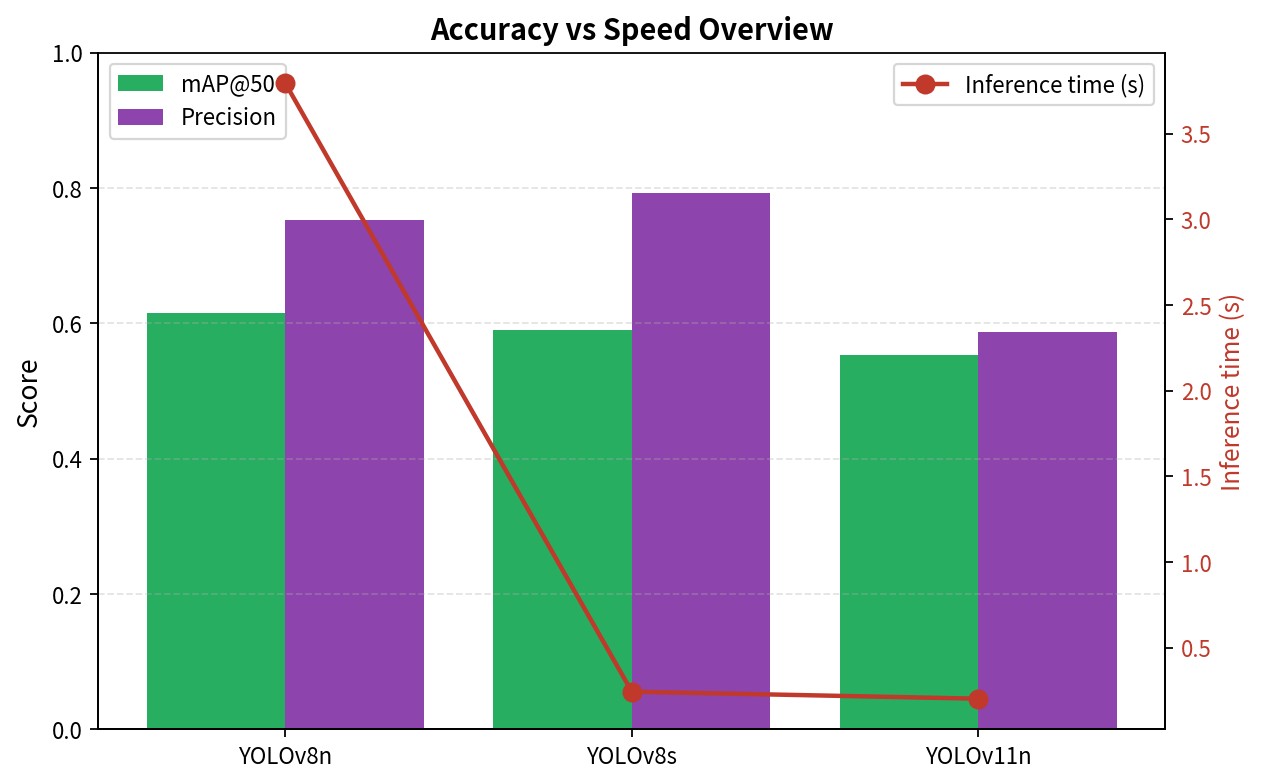 Accuracy vs Speed Overview
mAP@50
Precision
Inference time (s)
1.0
0.8
0.6
0.4
0.2
0.0
Score
3.5
3.0
2.5
2.0
1.5
1.0
0.5
Inference time (s)
YOLOv8n
YOLOv8s
YOLOv11n